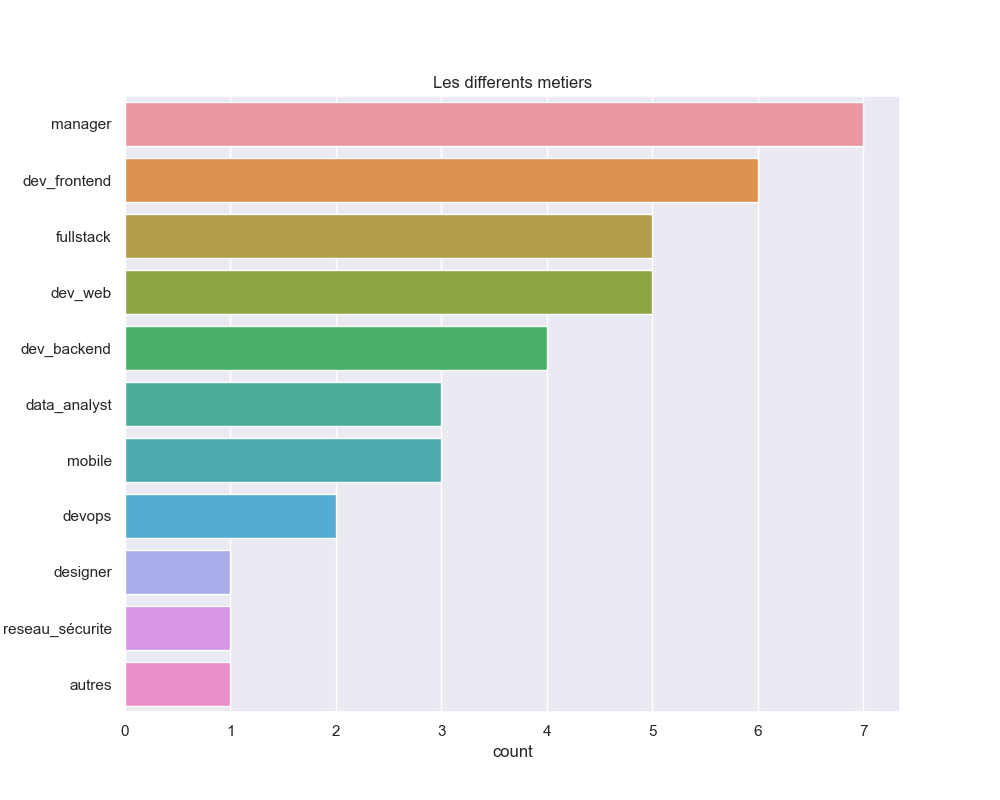 Les differents metiers
manager
dev_frontend
fullstack
dev_web
dev_backend
data_analyst
mobile
devops
designer
reseau_sécurite
autres
0 1 2 3 4 5 6 7
count